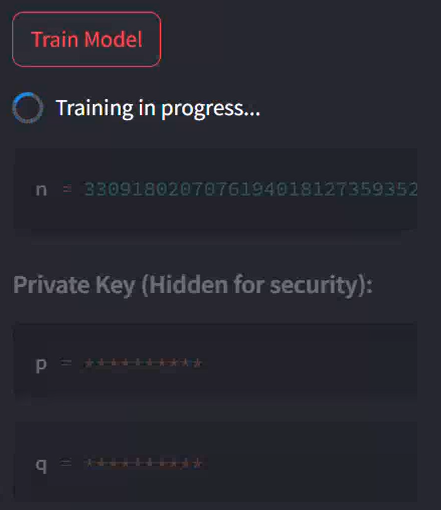 Train Model
Training in progress...
n = 3309180207076194018127359352
Private Key (Hidden for security):
p = **********
q = **********